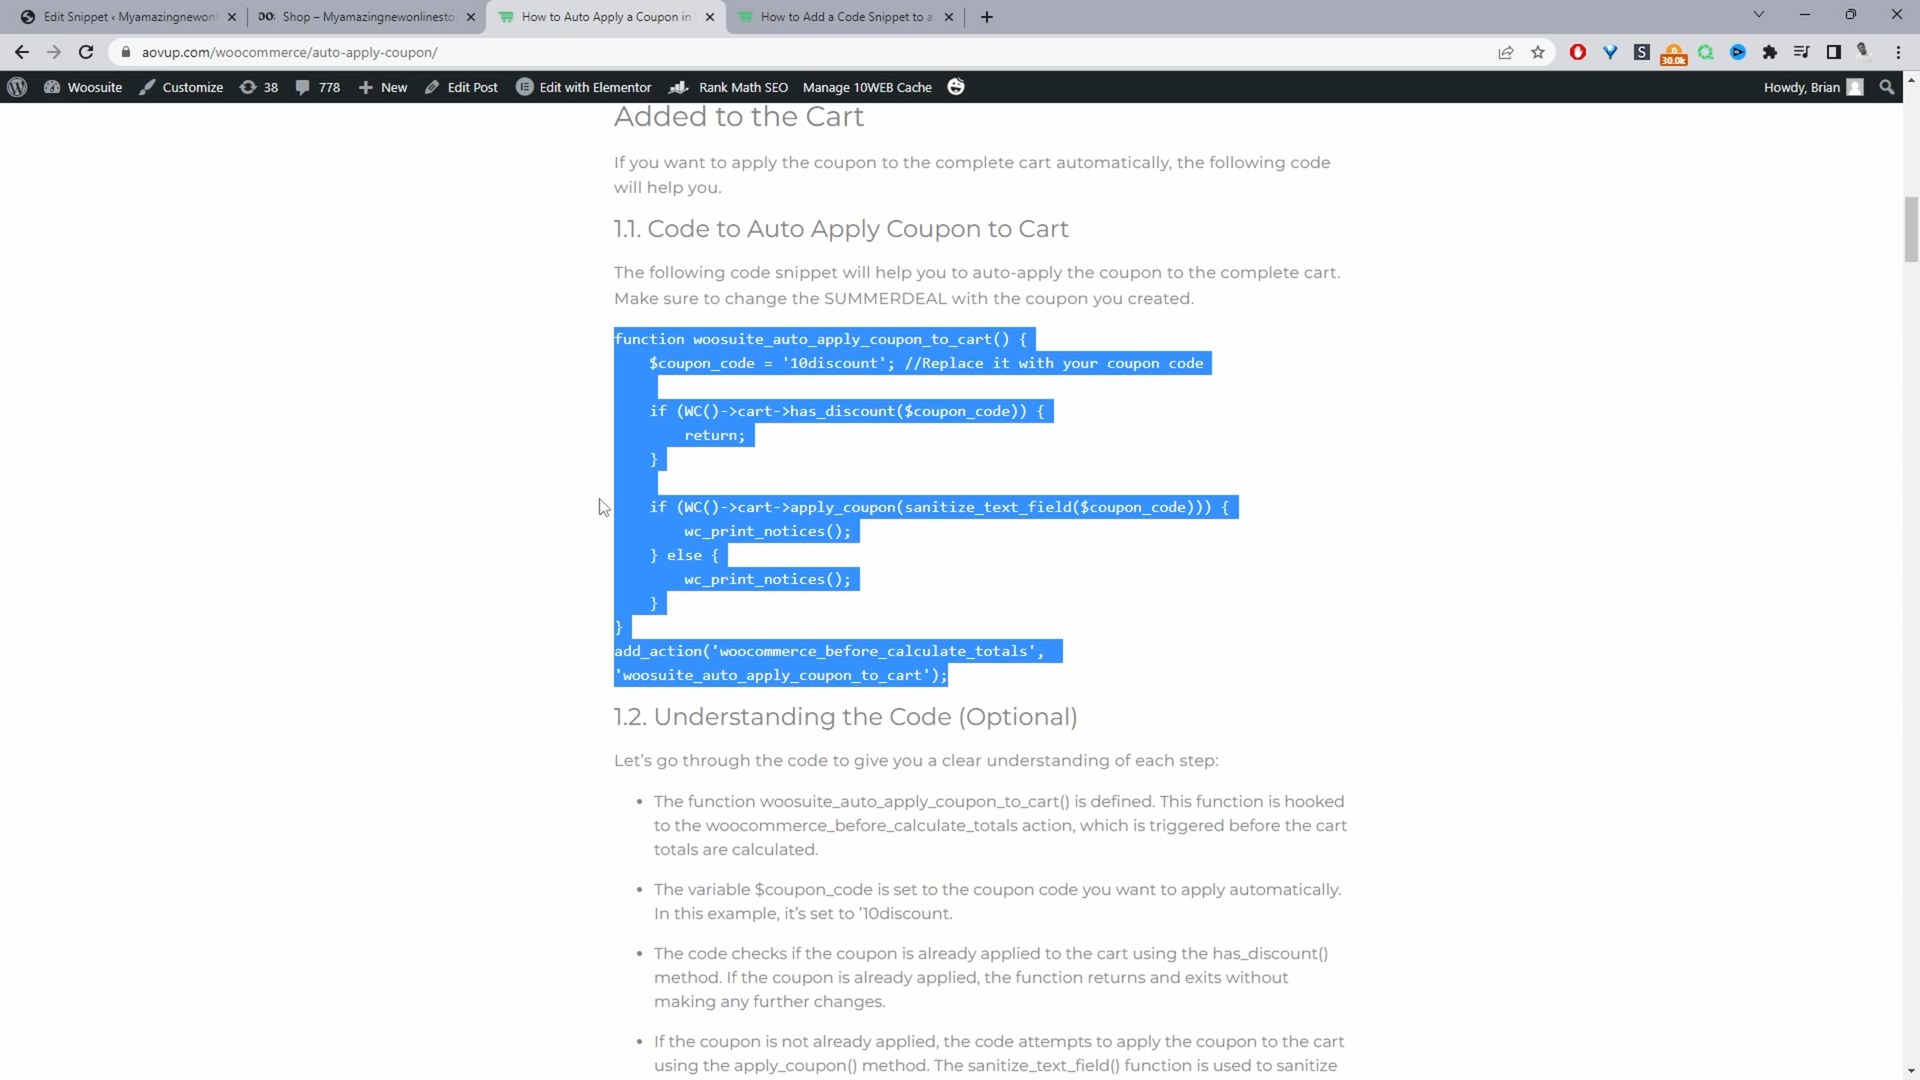 Edit Snippet ‹ Myamazingnewonl
Shop – Myamazingnewonlinesto
How to Auto Apply a Coupon in
How to Add a Code Snippet to a
aovup.com/woocommerce/auto-apply-coupon/
30.0k
Woosuite
Customize
38
778
New
Edit Post
Edit with Elementor
Rank Math SEO
Manage 10WEB Cache
Howdy, Brian
Added to the Cart
If you want to apply the coupon to the complete cart automatically, the following code
will help you.
1.1. Code to Auto Apply Coupon to Cart
The following code snippet will help you to auto-apply the coupon to the complete cart.
Make sure to change the SUMMERDEAL with the coupon you created.
function woosuite_auto_apply_coupon_to_cart() {
$coupon_code = '10discount'; //Replace it with your coupon code
if (WC()->cart->has_discount($coupon_code)) {
return;
}
if (WC()->cart->apply_coupon(sanitize_text_field($coupon_code))) {
wc_print_notices();
} else {
wc_print_notices();
}
}
add_action('woocommerce_before_calculate_totals',
'woosuite_auto_apply_coupon_to_cart');
1.2. Understanding the Code (Optional)
Let's go through the code to give you a clear understanding of each step:
• The function woosuite_auto_apply_coupon_to_cart() is defined. This function is hooked
to the woocommerce_before_calculate_totals action, which is triggered before the cart
totals are calculated.
• The variable $coupon_code is set to the coupon code you want to apply automatically.
In this example, it's set to '10discount.
• The code checks if the coupon is already applied to the cart using the has_discount()
method. If the coupon is already applied, the function returns and exits without
making any further changes.
• If the coupon is not already applied, the code attempts to apply the coupon to the cart
using the apply_coupon() method. The sanitize_text_field() function is used to sanitize